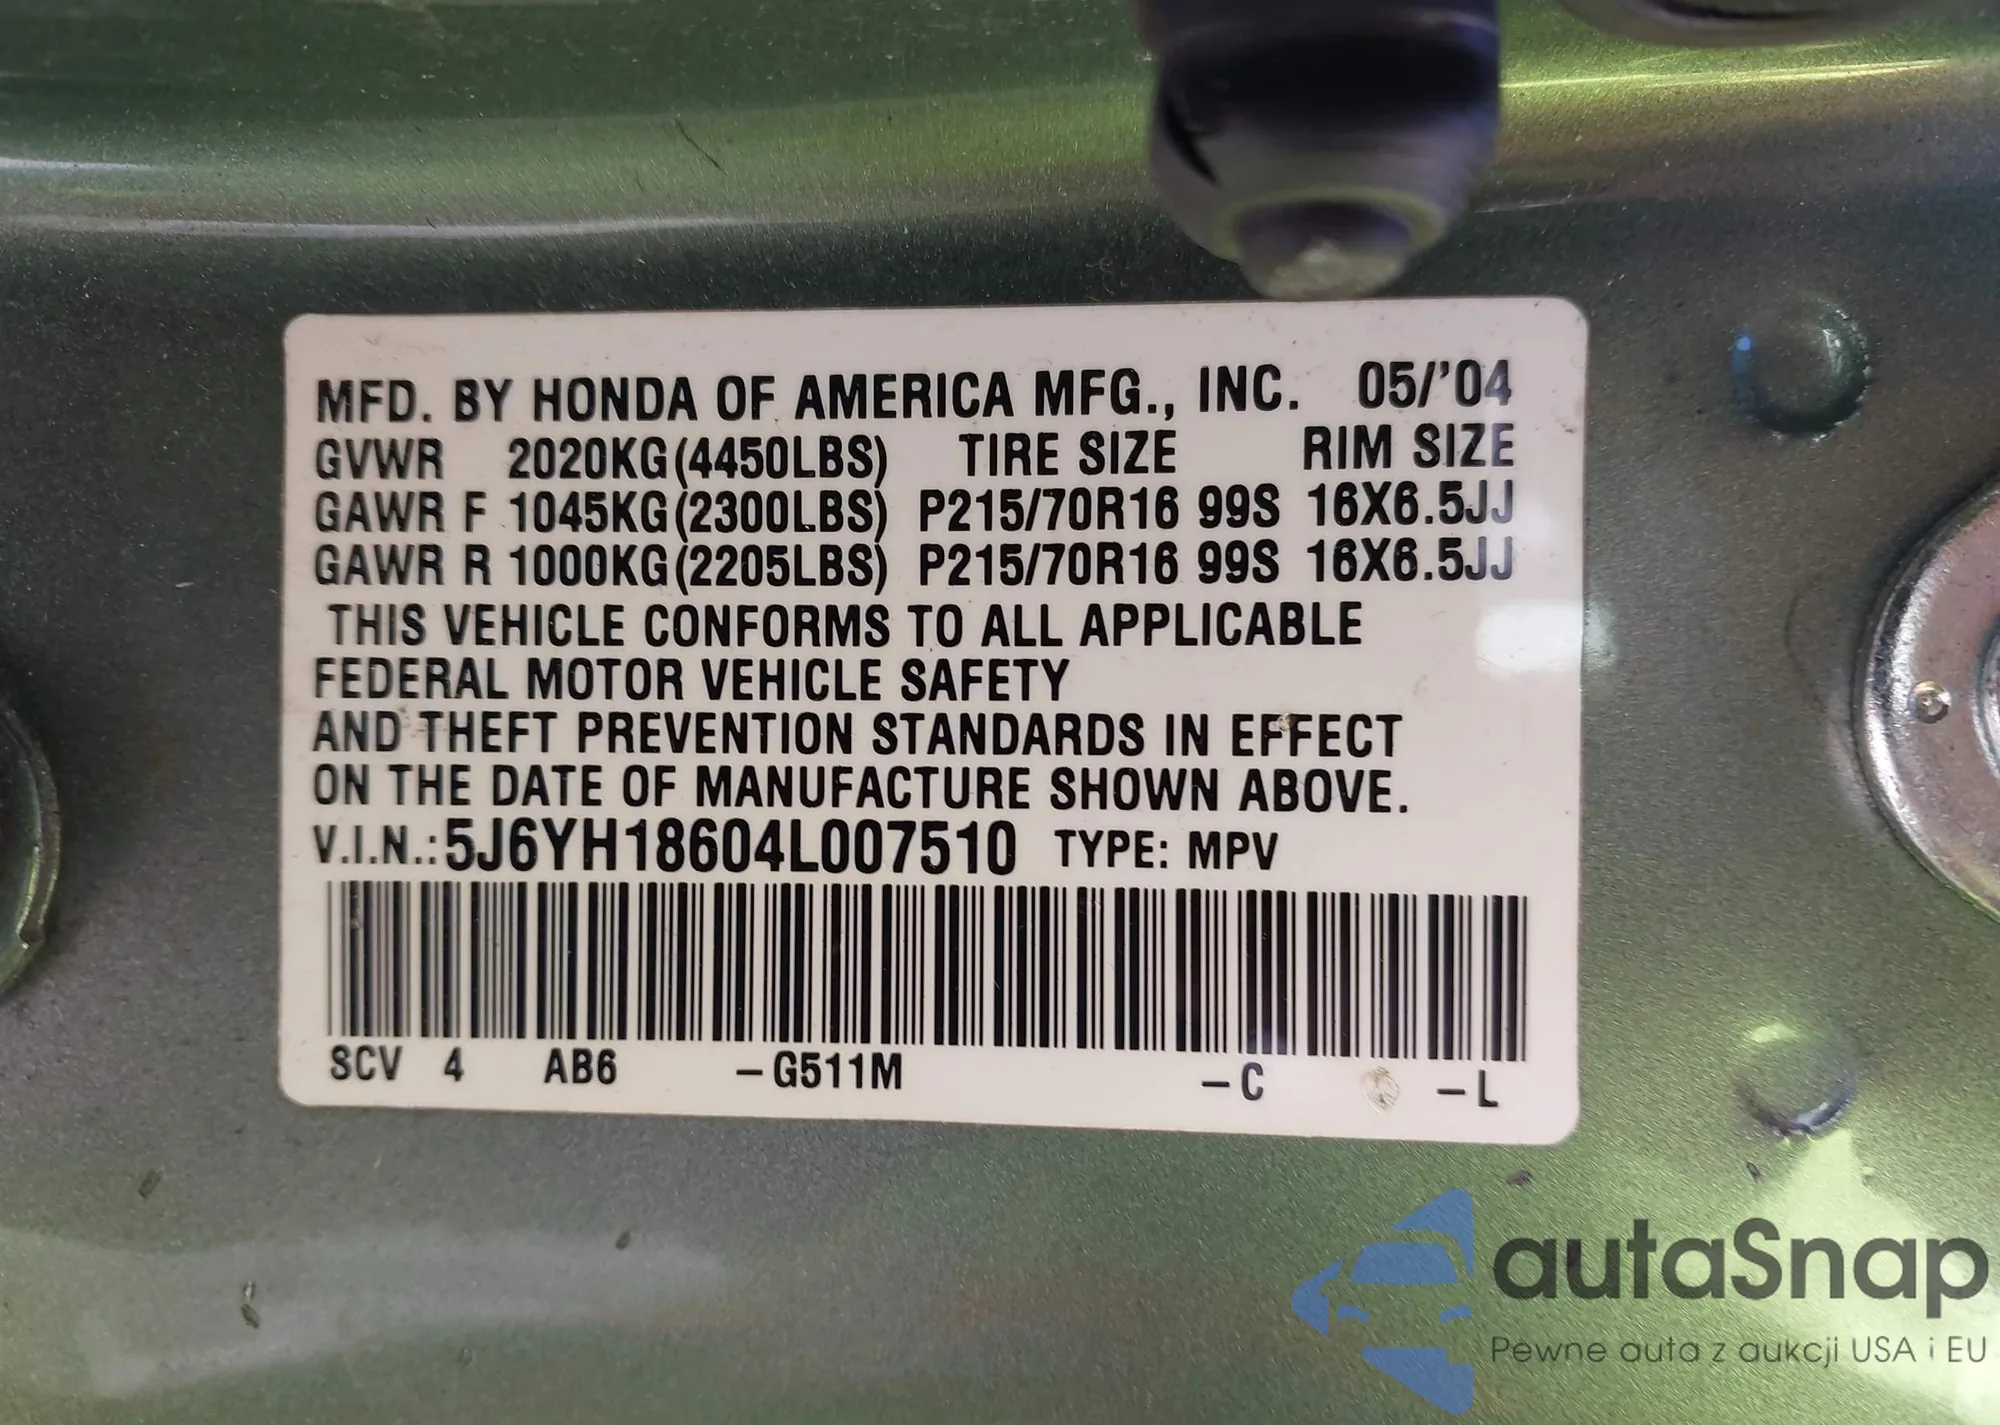 MFD. BY HONDA OF AMERICA MFG., INC. 05/'04
GVWR 2020KG(4450LBS) TIRE SIZE RIM SIZE
GAWR F 1045KG(2300LBS) P215/70R16 99S 16X6.5JJ
GAWR R 1000KG(2205LBS) P215/70R16 99S 16X6.5JJ
THIS VEHICLE CONFORMS TO ALL APPLICABLE
FEDERAL MOTOR VEHICLE SAFETY
AND THEFT PREVENTION STANDARDS IN EFFECT
ON THE DATE OF MANUFACTURE SHOWN ABOVE.
V.I.N.:5J6YH18604L007510 TYPE: MPV
SCV 4 AB6 -G511M -C -L
autaSnap
Pewne auta z aukcji USA i EU